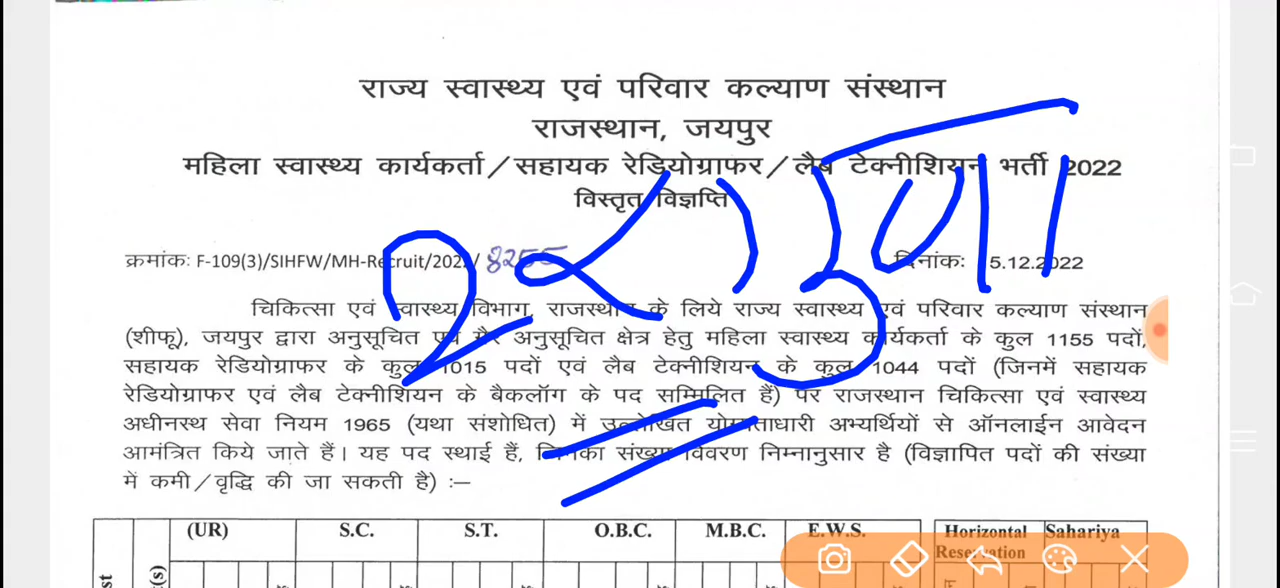 राज्य स्वास्थ्य एवं परिवार कल्याण संस्थान
राजस्थान, जयपुर
महिला स्वास्थ्य कार्यकर्ता/सहायक रेडियोग्राफर/लैब टेक्नीशियन भर्ती 2022
विस्तृत विज्ञप्ति
क्रमांकः F-109(3)/SIHFW/MH-Recruit/2022/ 8255 दिनांकः 5.12.2022
चिकित्सा एवं स्वास्थ्य विभाग, राजस्थान के लिये राज्य स्वास्थ्य एवं परिवार कल्याण संस्थान
(शीफू), जयपुर द्वारा अनुसूचित एवं गैर अनुसूचित क्षेत्र हेतु महिला स्वास्थ्य कार्यकर्ता के कुल 1155 पदों,
सहायक रेडियोग्राफर के कुल 1015 पदों एवं लैब टेक्नीशियन के कुल 1044 पदों (जिनमें सहायक
रेडियोग्राफर एवं लैब टेक्नीशियन के बैकलॉग के पद सम्मिलित हैं) पर राजस्थान चिकित्सा एवं स्वास्थ्य
अधीनस्थ सेवा नियम 1965 (यथा संशोधित) में उल्लेखित योग्यताधारी अभ्यर्थियों से ऑनलाईन आवेदन
आमंत्रित किये जाते हैं। यह पद स्थाई हैं, जिनका संख्या विवरण निम्नानुसार है (विज्ञापित पदों की संख्या
में कमी/वृद्धि की जा सकती है) :—
(UR) S.C. S.T. O.B.C. M.B.C. E.W.S. Horizontal Reservation Sahariya